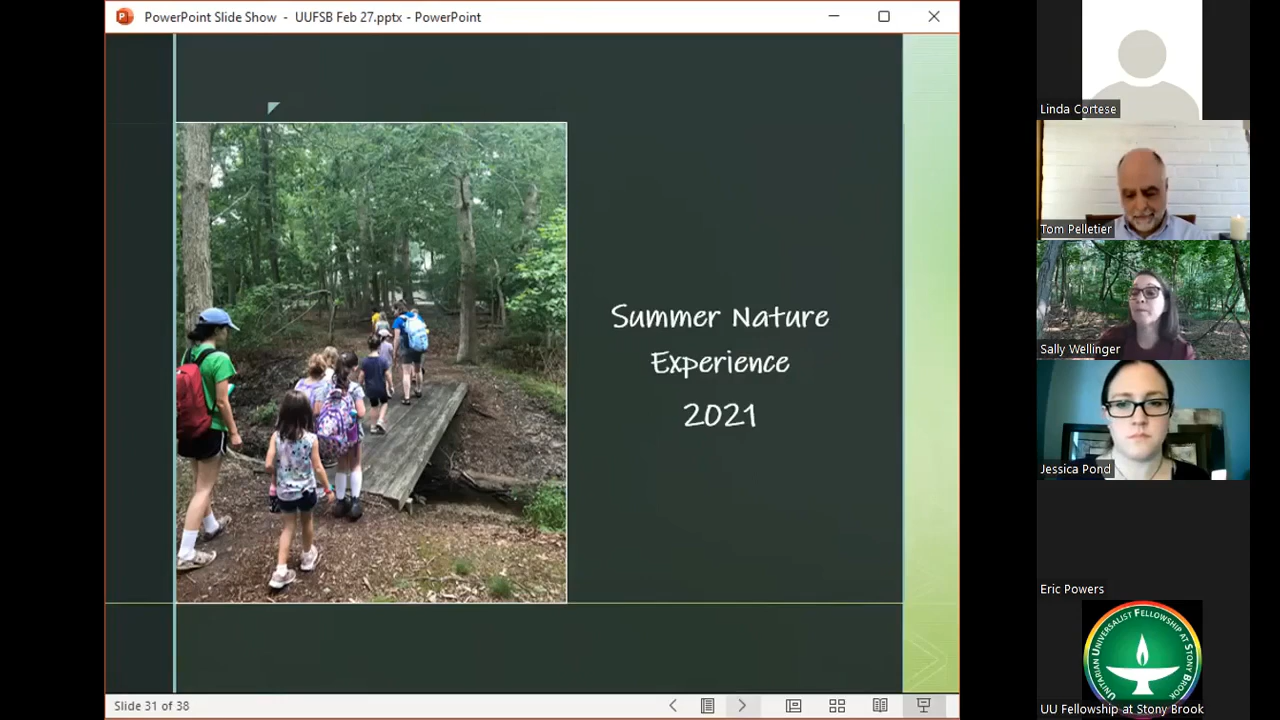 PowerPoint Slide Show - UUFSB Feb 27.pptx - PowerPoint
Summer Nature
Experience
2021
Slide 31 of 38
Linda Cortese
Tom Pelletier
Sally Wellinger
Jessica Pond
Eric Powers
UNITARIAN UNIVERSALIST FELLOWSHIP AT STONY BROOK
UU Fellowship at Stony Brook